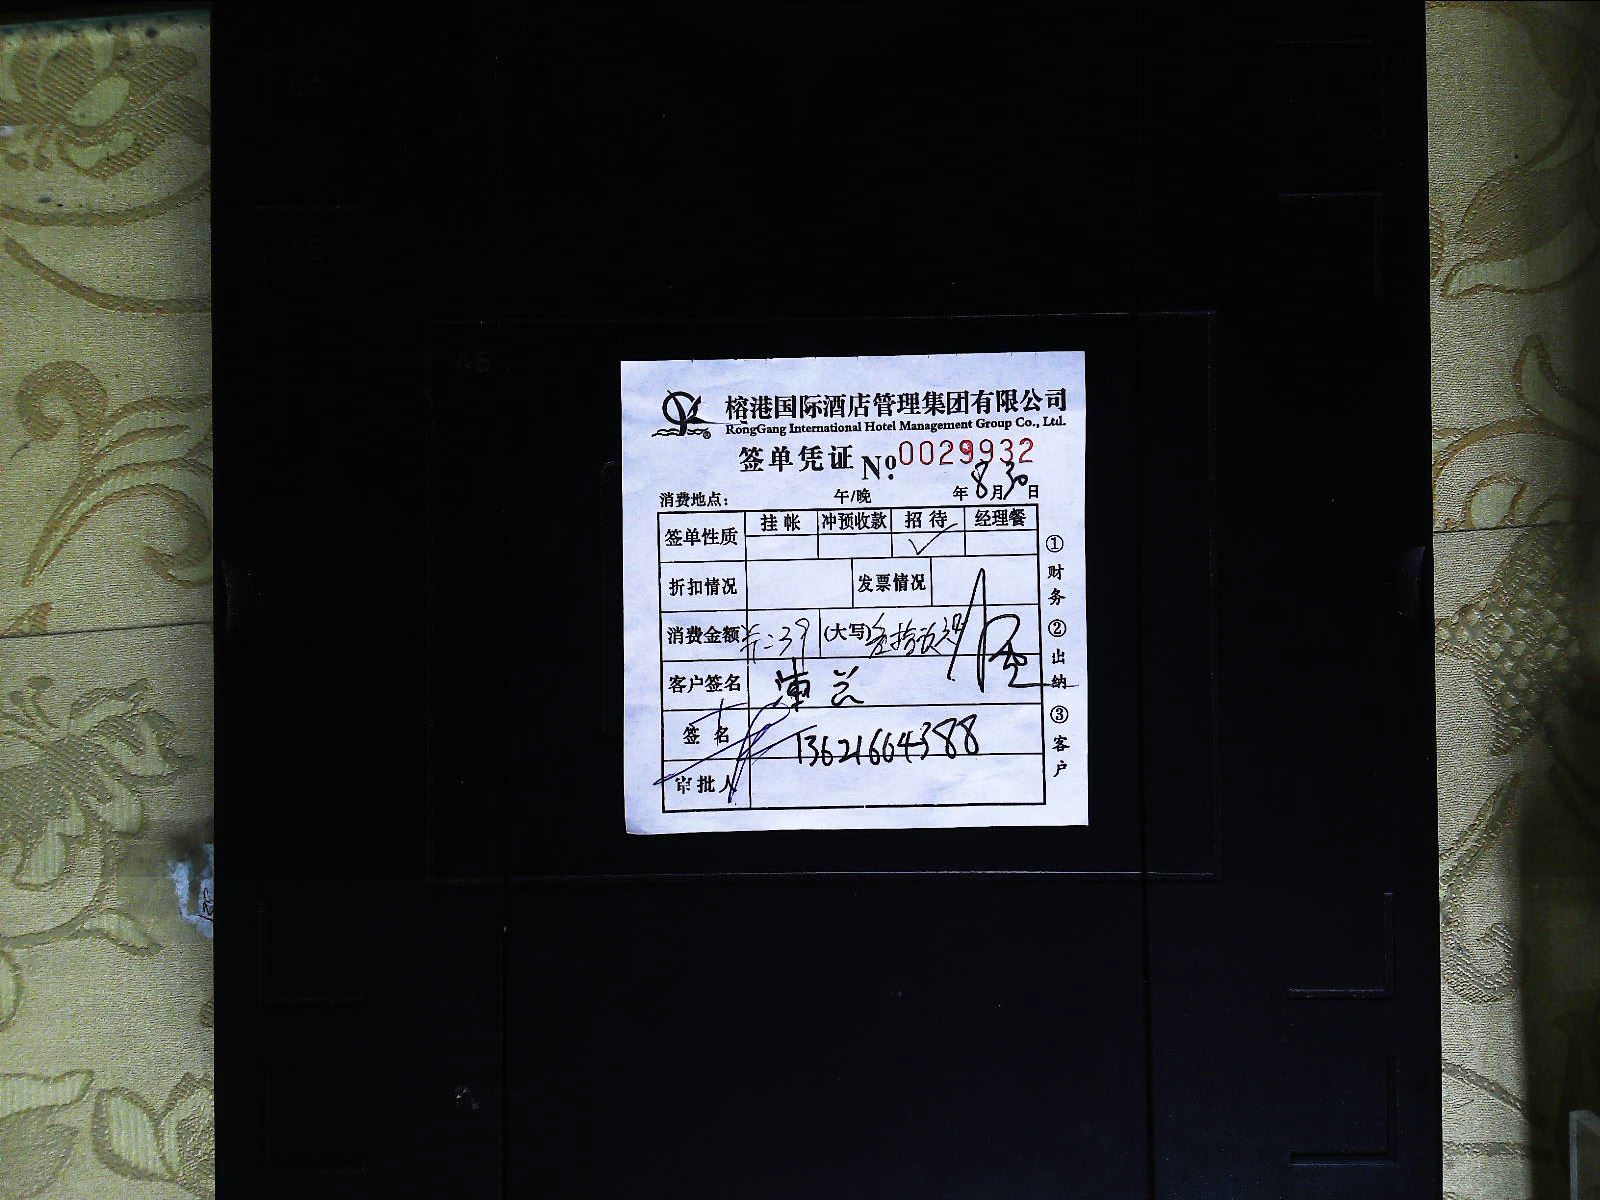 榕港国际酒店管理集团有限公司
RongGang International Hotel Management Group Co., Ltd.
签单凭证 No.0029932
消费地点： 午/晚 年8月30日
签单性质 挂帐 冲预收款 招待 经理餐
✓
折扣情况 发票情况
消费金额 39 (大写)
客户签名
签名 13621664388
审批人
①财务②出纳③客户
A5
A6